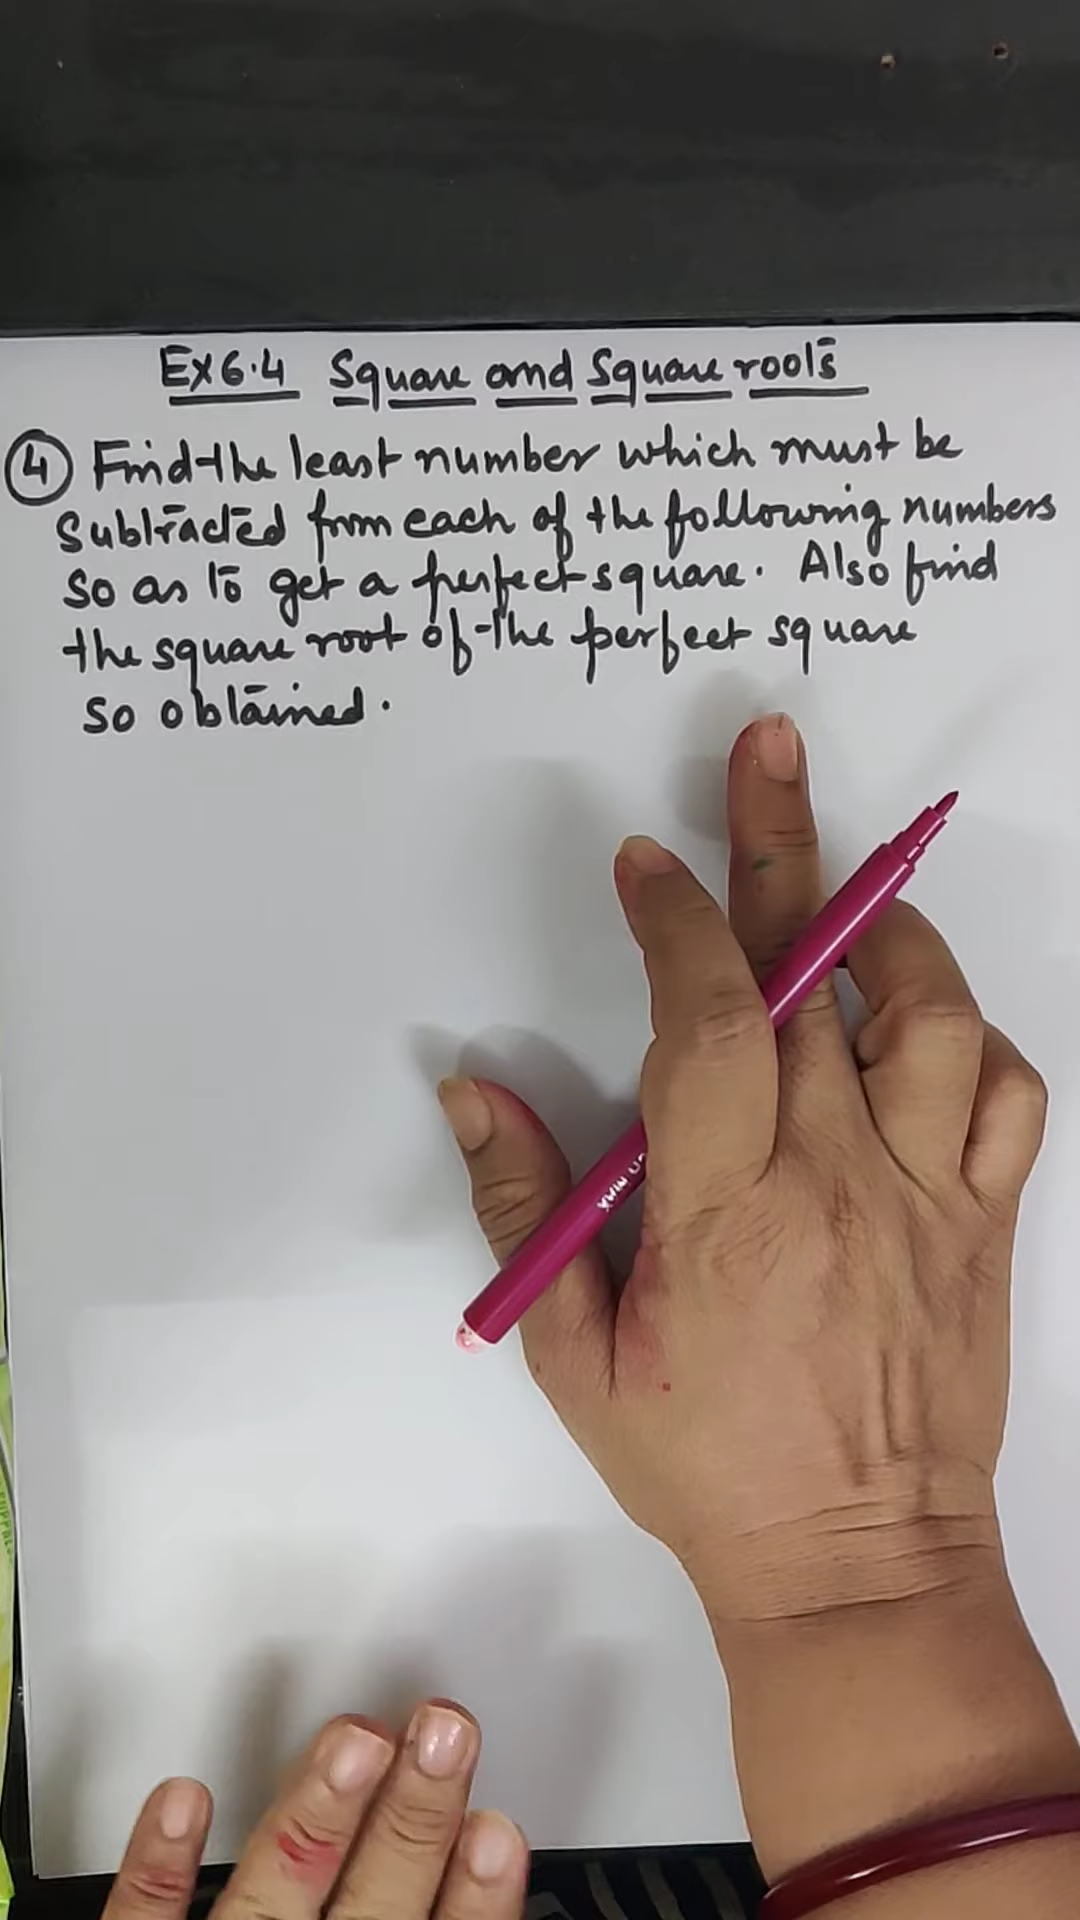 Ex 6.4 Square and Square roots
④ Find the least number which must be
Subtracted from each of the following numbers
so as to get a perfect square. Also find
the square root of the perfect square
so obtained.